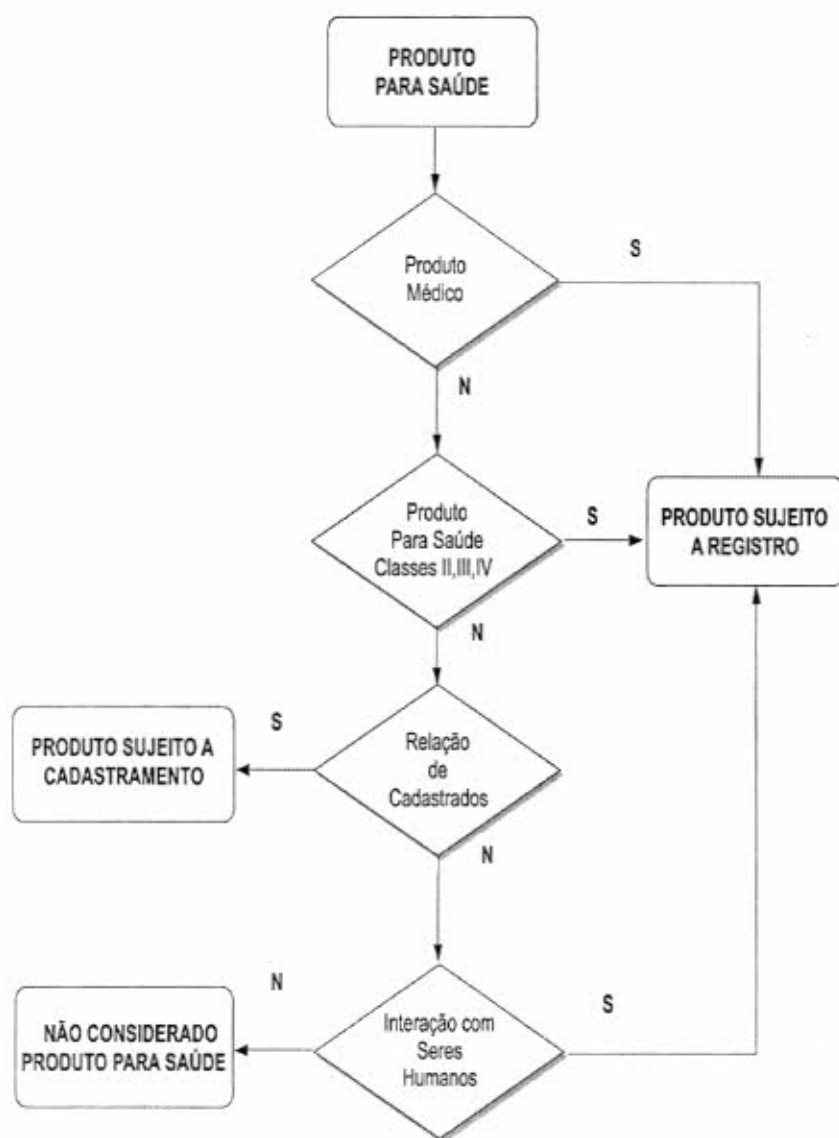 PRODUTO
PARA SAÚDE
Produto
Médico
S
N
Produto
Para Saúde
Classes II,III,IV
S
PRODUTO SUJEITO
A REGISTRO
N
Relação
de
Cadastrados
S
PRODUTO SUJEITO A
CADASTRAMENTO
N
Interação com
Seres
Humanos
N
NÃO CONSIDERADO
PRODUTO PARA SAÚDE
S